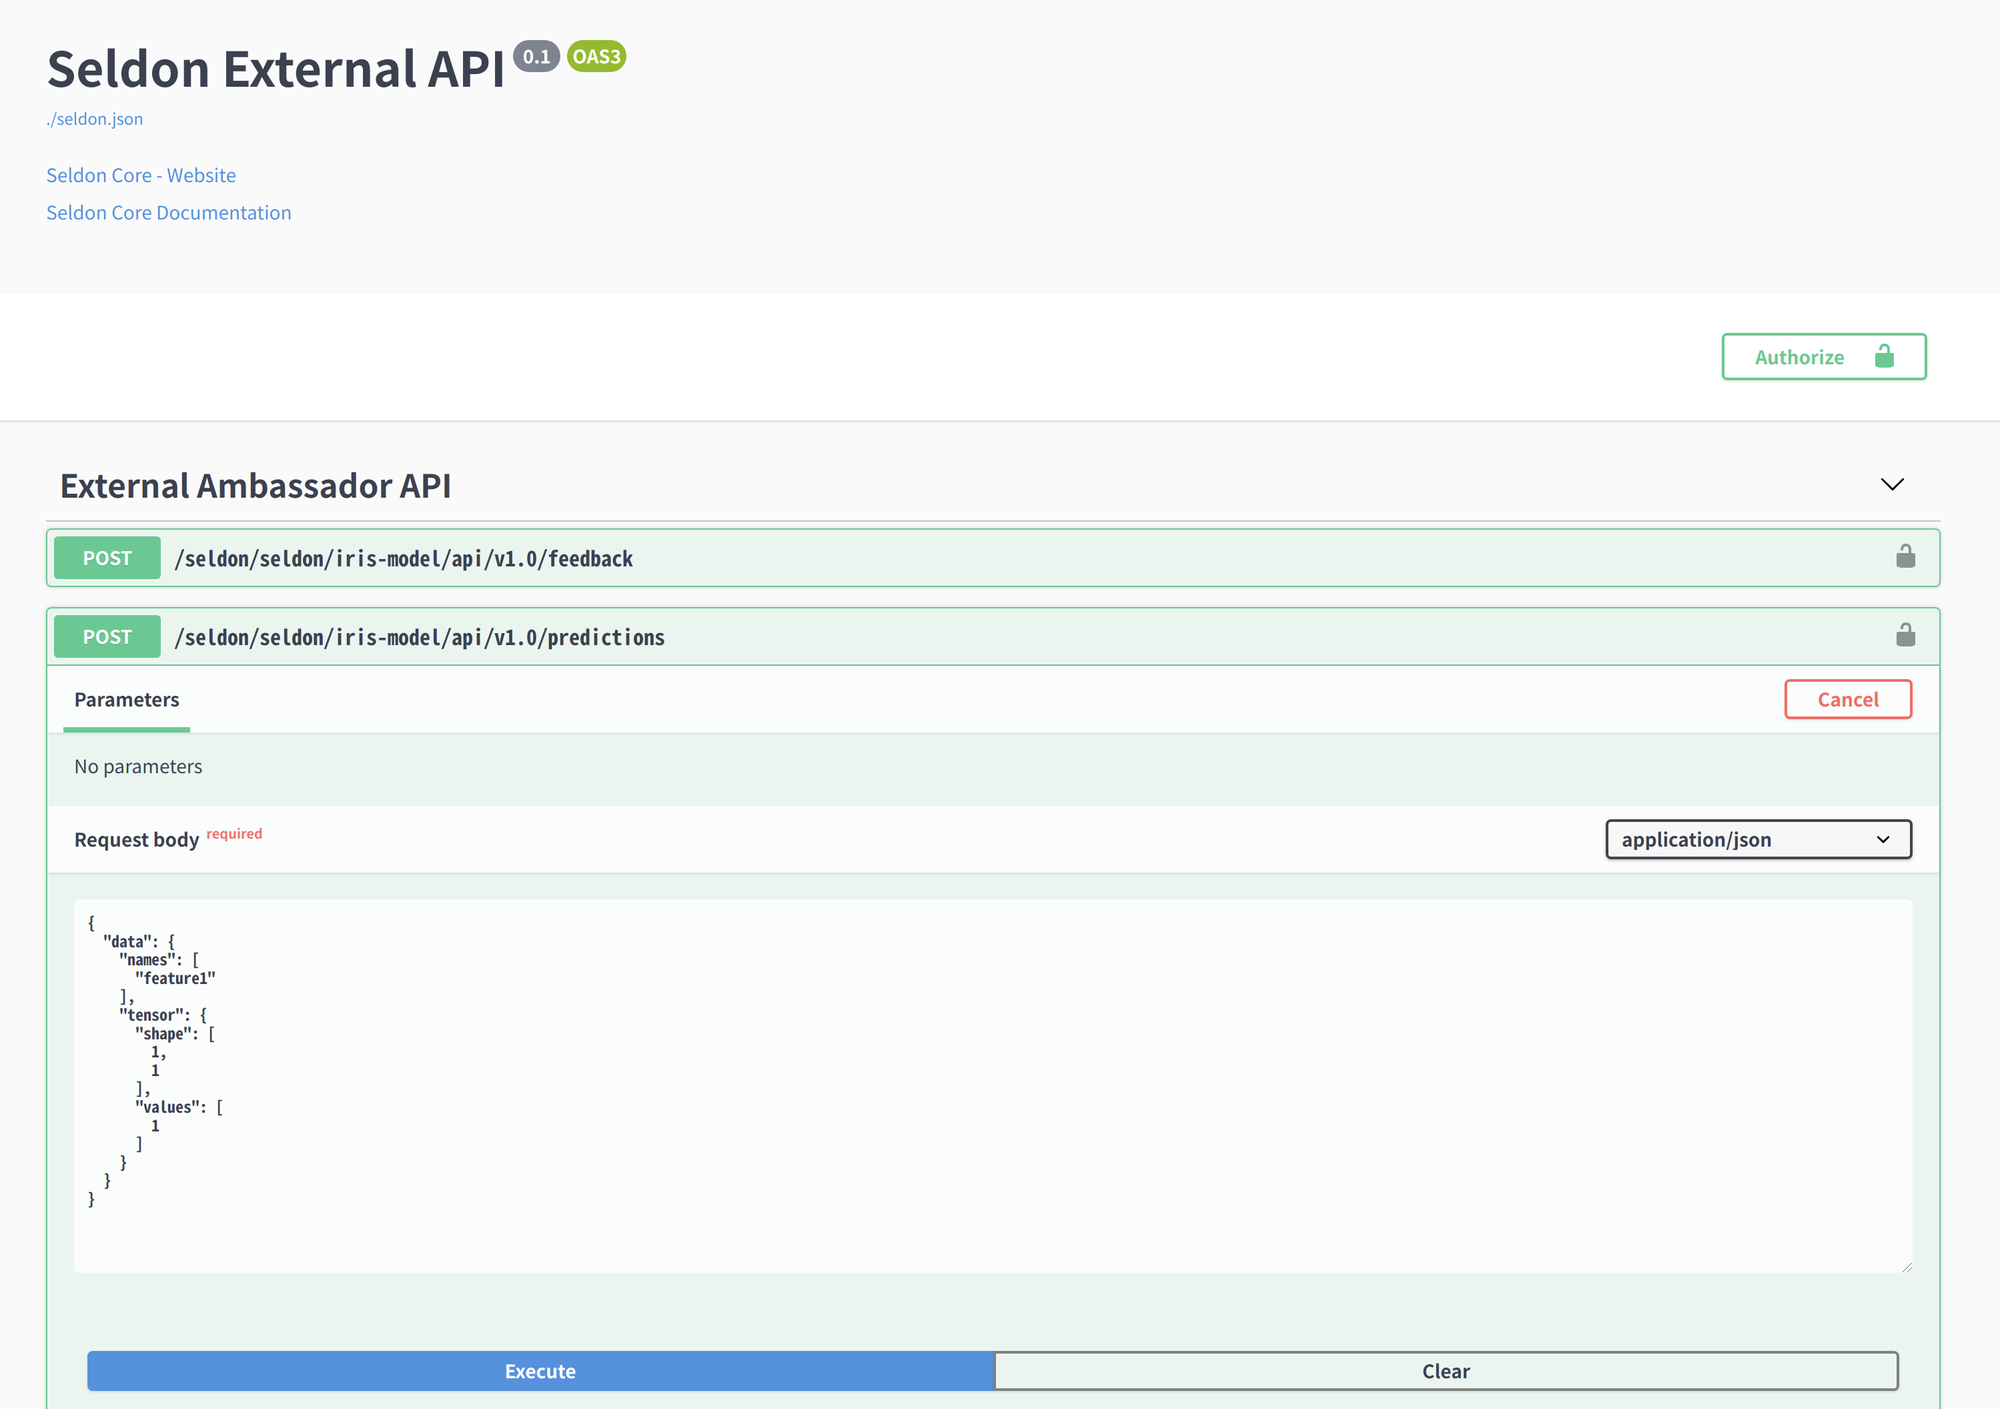 Seldon External API 0.1 OAS3
./seldon.json
Seldon Core - Website
Seldon Core Documentation
Authorize
External Ambassador API
POST /seldon/seldon/iris-model/api/v1.0/feedback
POST /seldon/seldon/iris-model/api/v1.0/predictions
Parameters Cancel
No parameters
Request body required application/json
{
  "data": {
    "names": [
      "feature1"
    ],
    "tensor": {
      "shape": [
        1,
        1
      ],
      "values": [
        1
      ]
    }
  }
}
Execute Clear